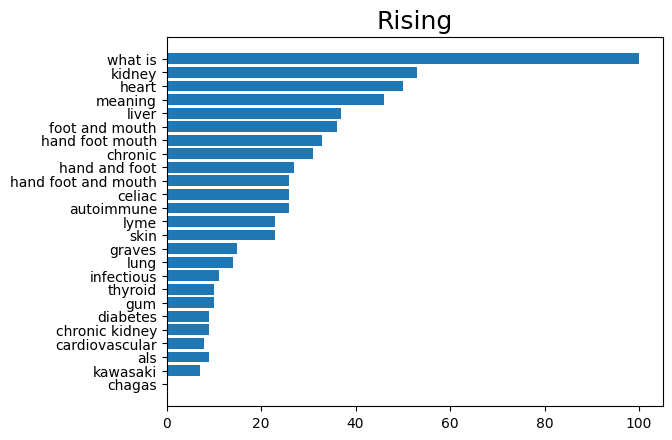 Rising
what is
kidney
heart
meaning
liver
foot and mouth
hand foot mouth
chronic
hand and foot
hand foot and mouth
celiac
autoimmune
lyme
skin
graves
lung
infectious
thyroid
gum
diabetes
chronic kidney
cardiovascular
als
kawasaki
chagas
0 20 40 60 80 100